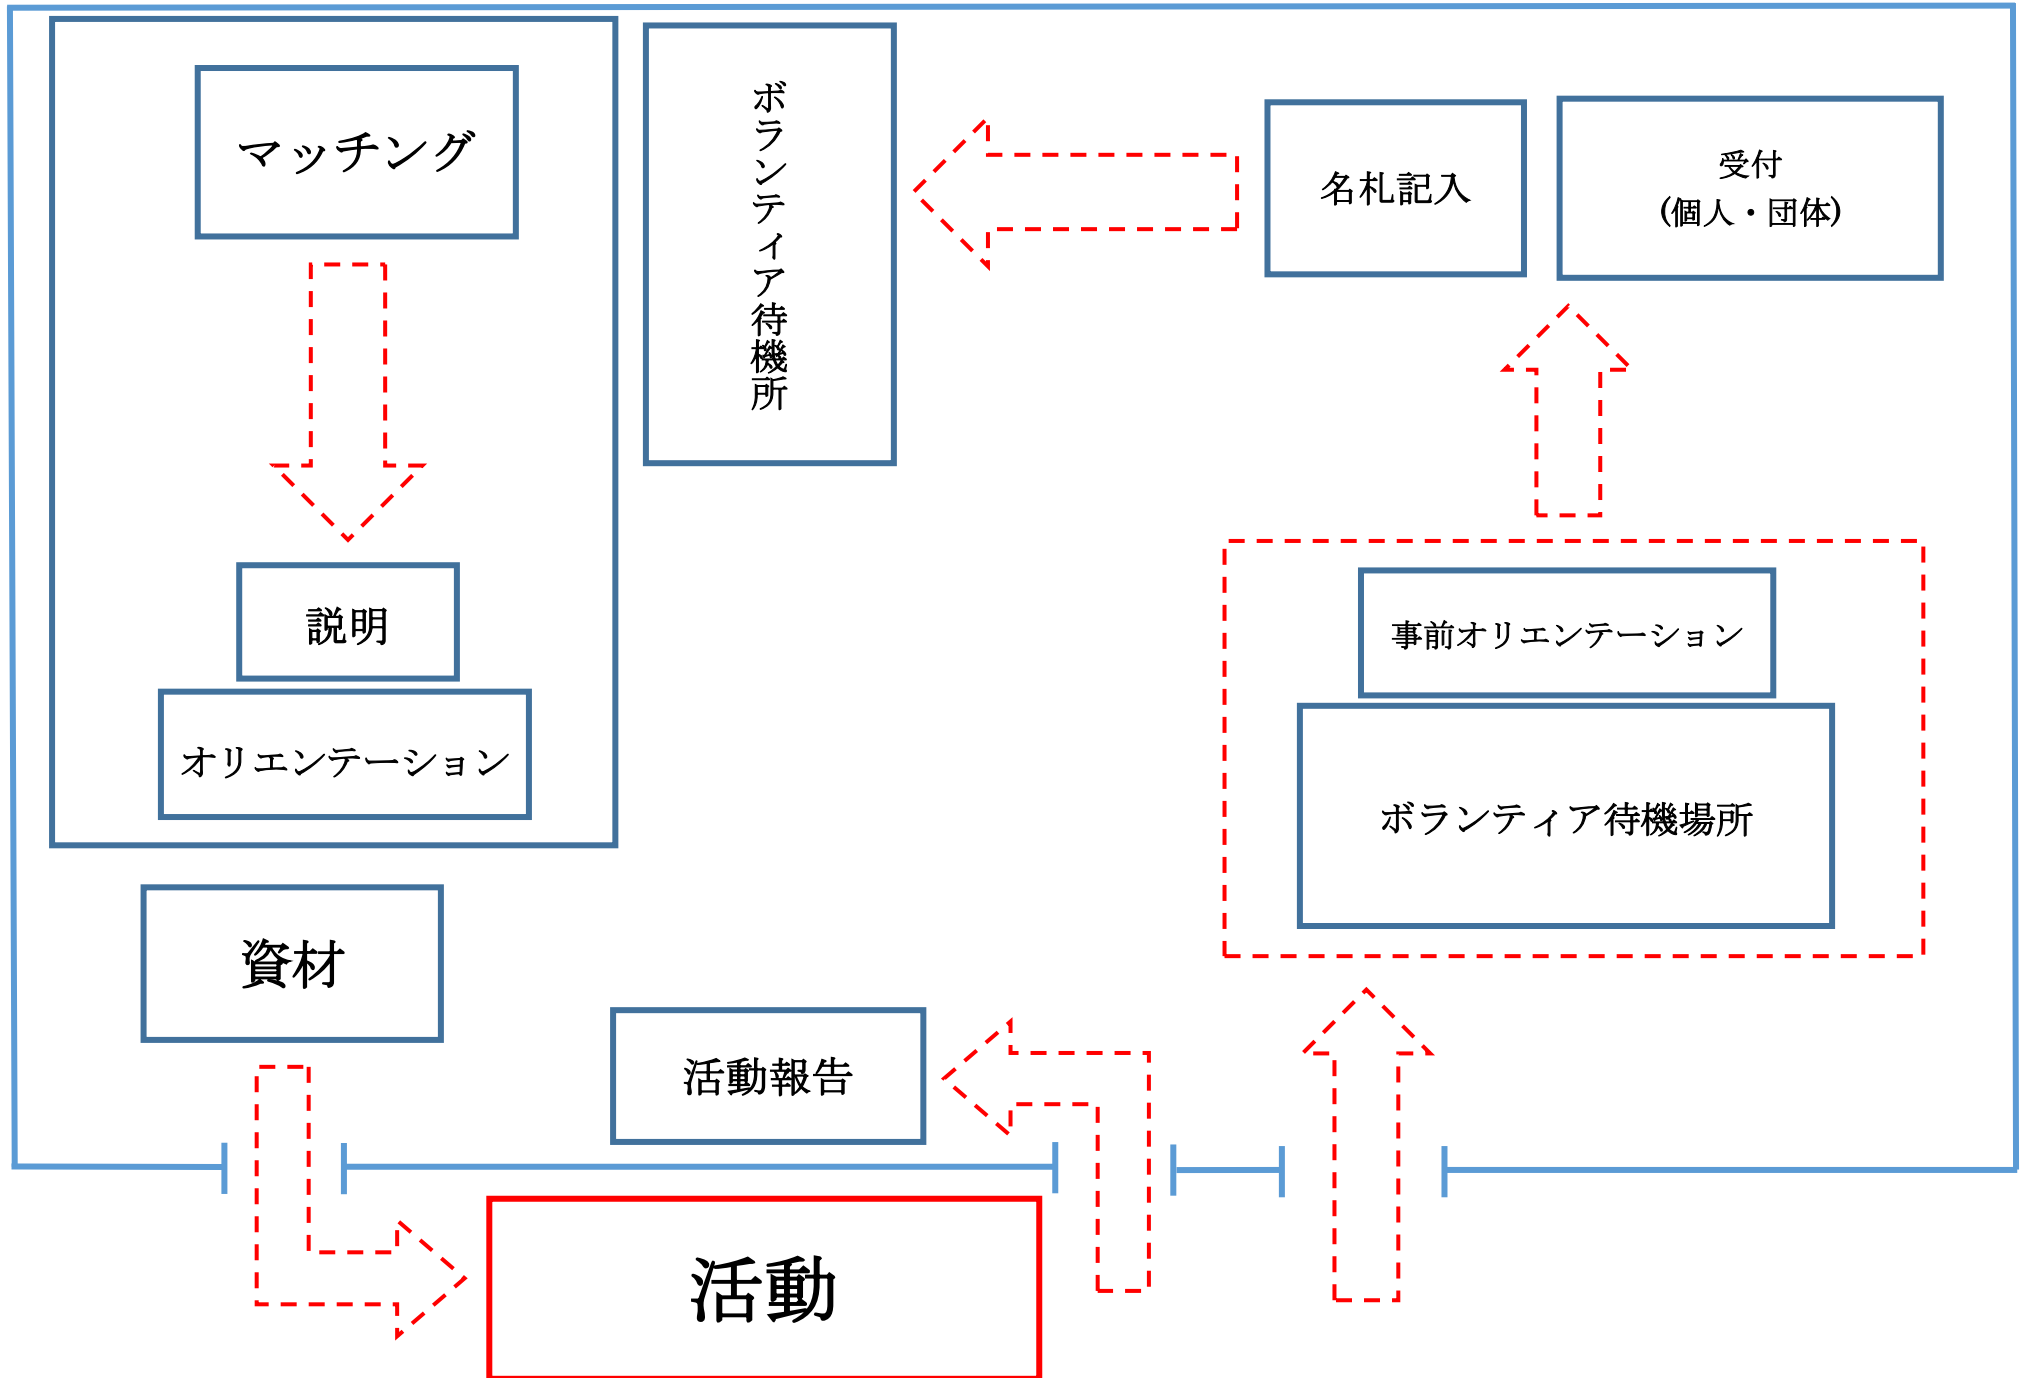 マッチング
ボランティア待機所
名札記入
受付
(個人・団体)
説明
オリエンテーション
事前オリエンテーション
ボランティア待機場所
資材
活動報告
活動